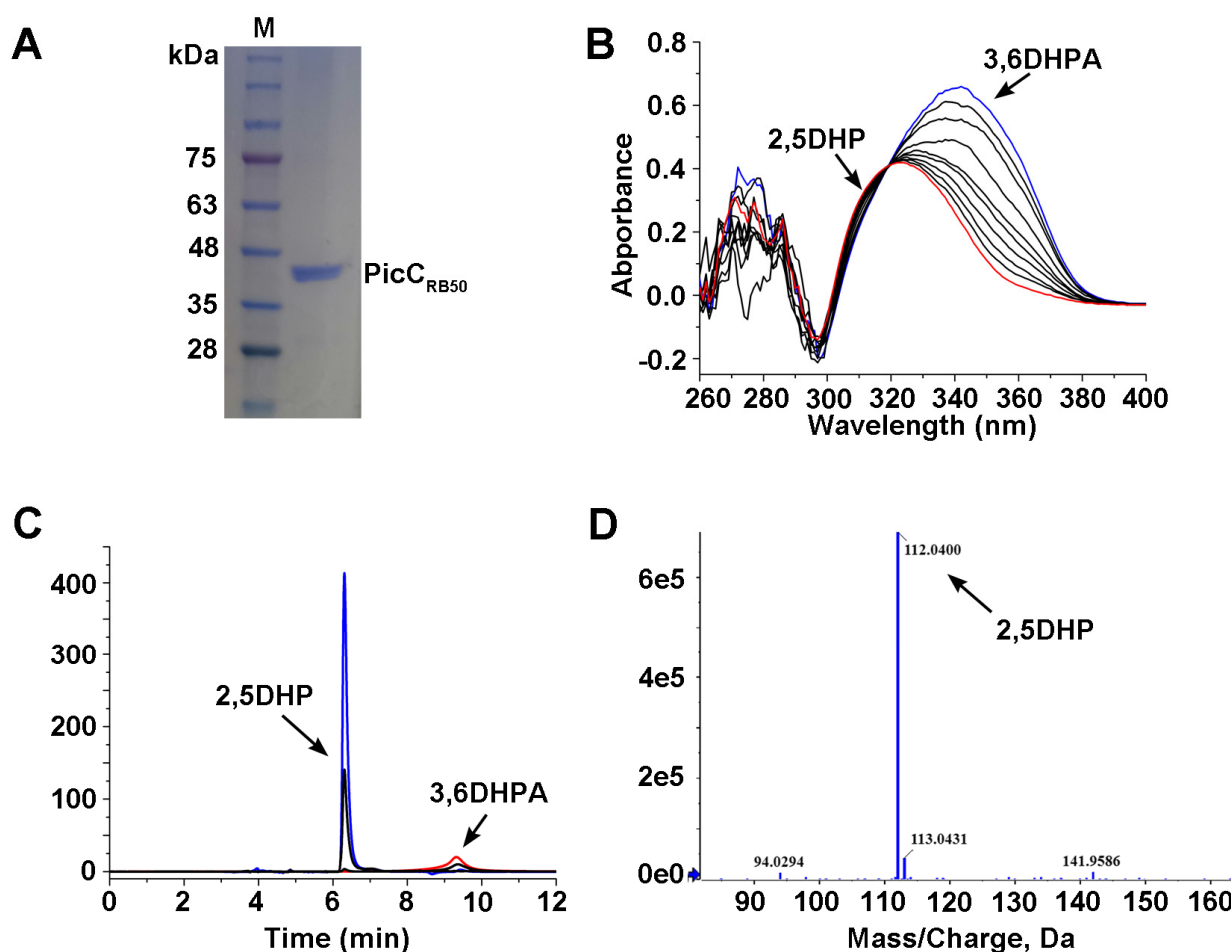 A
M
kDa
75
63
48
35
28
PicCRB50
B
0.8
0.6
0.4
0.2
0.0
-0.2
Abporbance
3,6DHPA
2,5DHP
260 280 300 320 340 360 380 400
Wavelength (nm)
C
400
300
200
100
0
2,5DHP
3,6DHPA
0 2 4 6 8 10 12
Time (min)
D
6e5
4e5
2e5
0e0
112.0400
2,5DHP
113.0431
94.0294
141.9586
90 100 110 120 130 140 150 160
Mass/Charge, Da